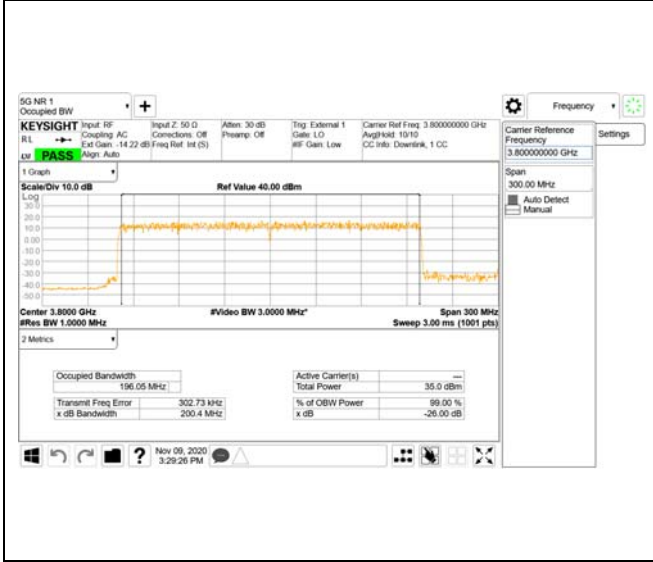 5G NR 1
Occupied BW
Frequency
KEYSIGHT
R L
PASS
Input: RF
Coupling: AC
Ext Gain: -14.22 dB
Align: Auto
Input Z: 50 Ω
Corrections: Off
Freq Ref: Int (S)
Atten: 30 dB
Preamp: Off
Trig: External 1
Gate: LO
#IF Gain: Low
Carrier Ref Freq: 3.800000000 GHz
Avg|Hold: 10/10
CC Info: Downlink, 1 CC
Carrier Reference
Frequency
3.800000000 GHz
Settings
Span
300.00 MHz
Auto Detect
Manual
1 Graph
Scale/Div 10.0 dB
Ref Value 40.00 dBm
Log
30.0
20.0
10.0
0.00
-10.0
-20.0
-30.0
-40.0
-50.0
Center 3.8000 GHz
#Video BW 3.0000 MHz*
Span 300 MHz
#Res BW 1.0000 MHz
Sweep 3.00 ms (1001 pts)
2 Metrics
Occupied Bandwidth
196.05 MHz
Transmit Freq Error 302.73 kHz
x dB Bandwidth 200.4 MHz
Active Carrier(s) ---
Total Power 35.0 dBm
% of OBW Power 99.00 %
x dB -26.00 dB
?
Nov 09, 2020
3:29:26 PM